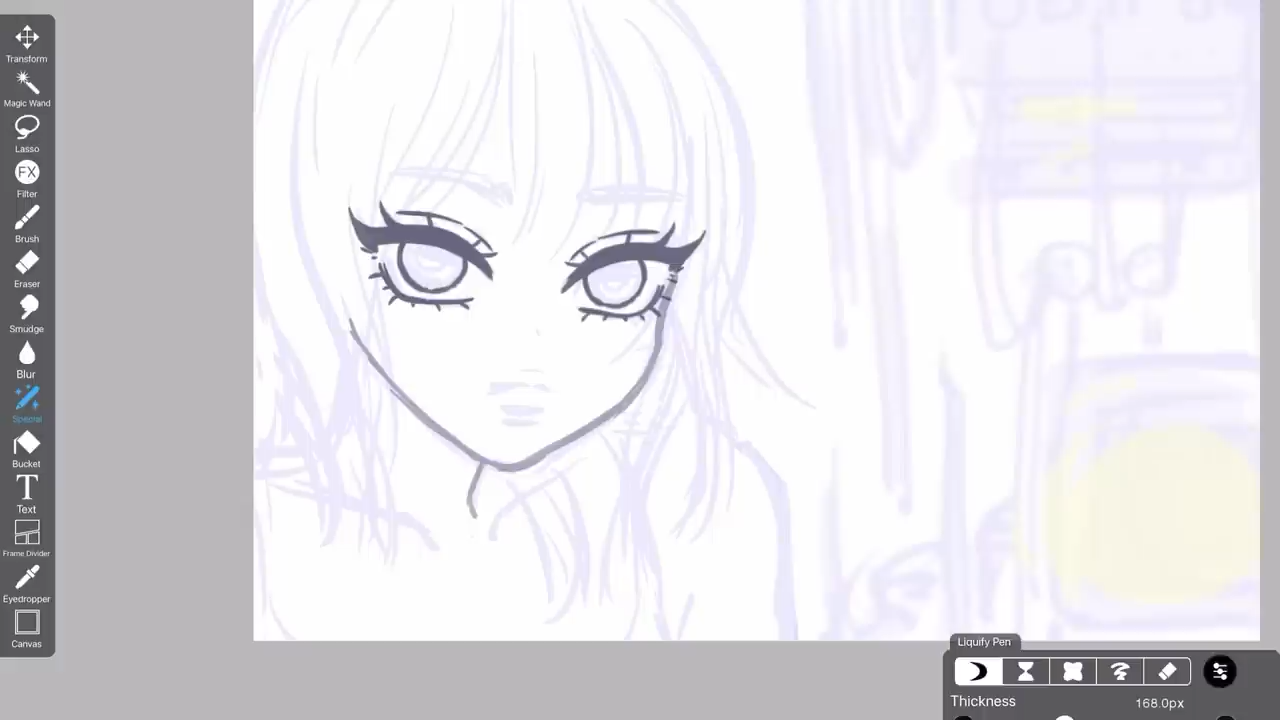 Transform
Magic Wand
Lasso
FX
Filter
Brush
Eraser
Smudge
Blur
Special
Bucket
T
Text
Frame Divider
Eyedropper
Canvas
Liquify Pen
Thickness
168.0px